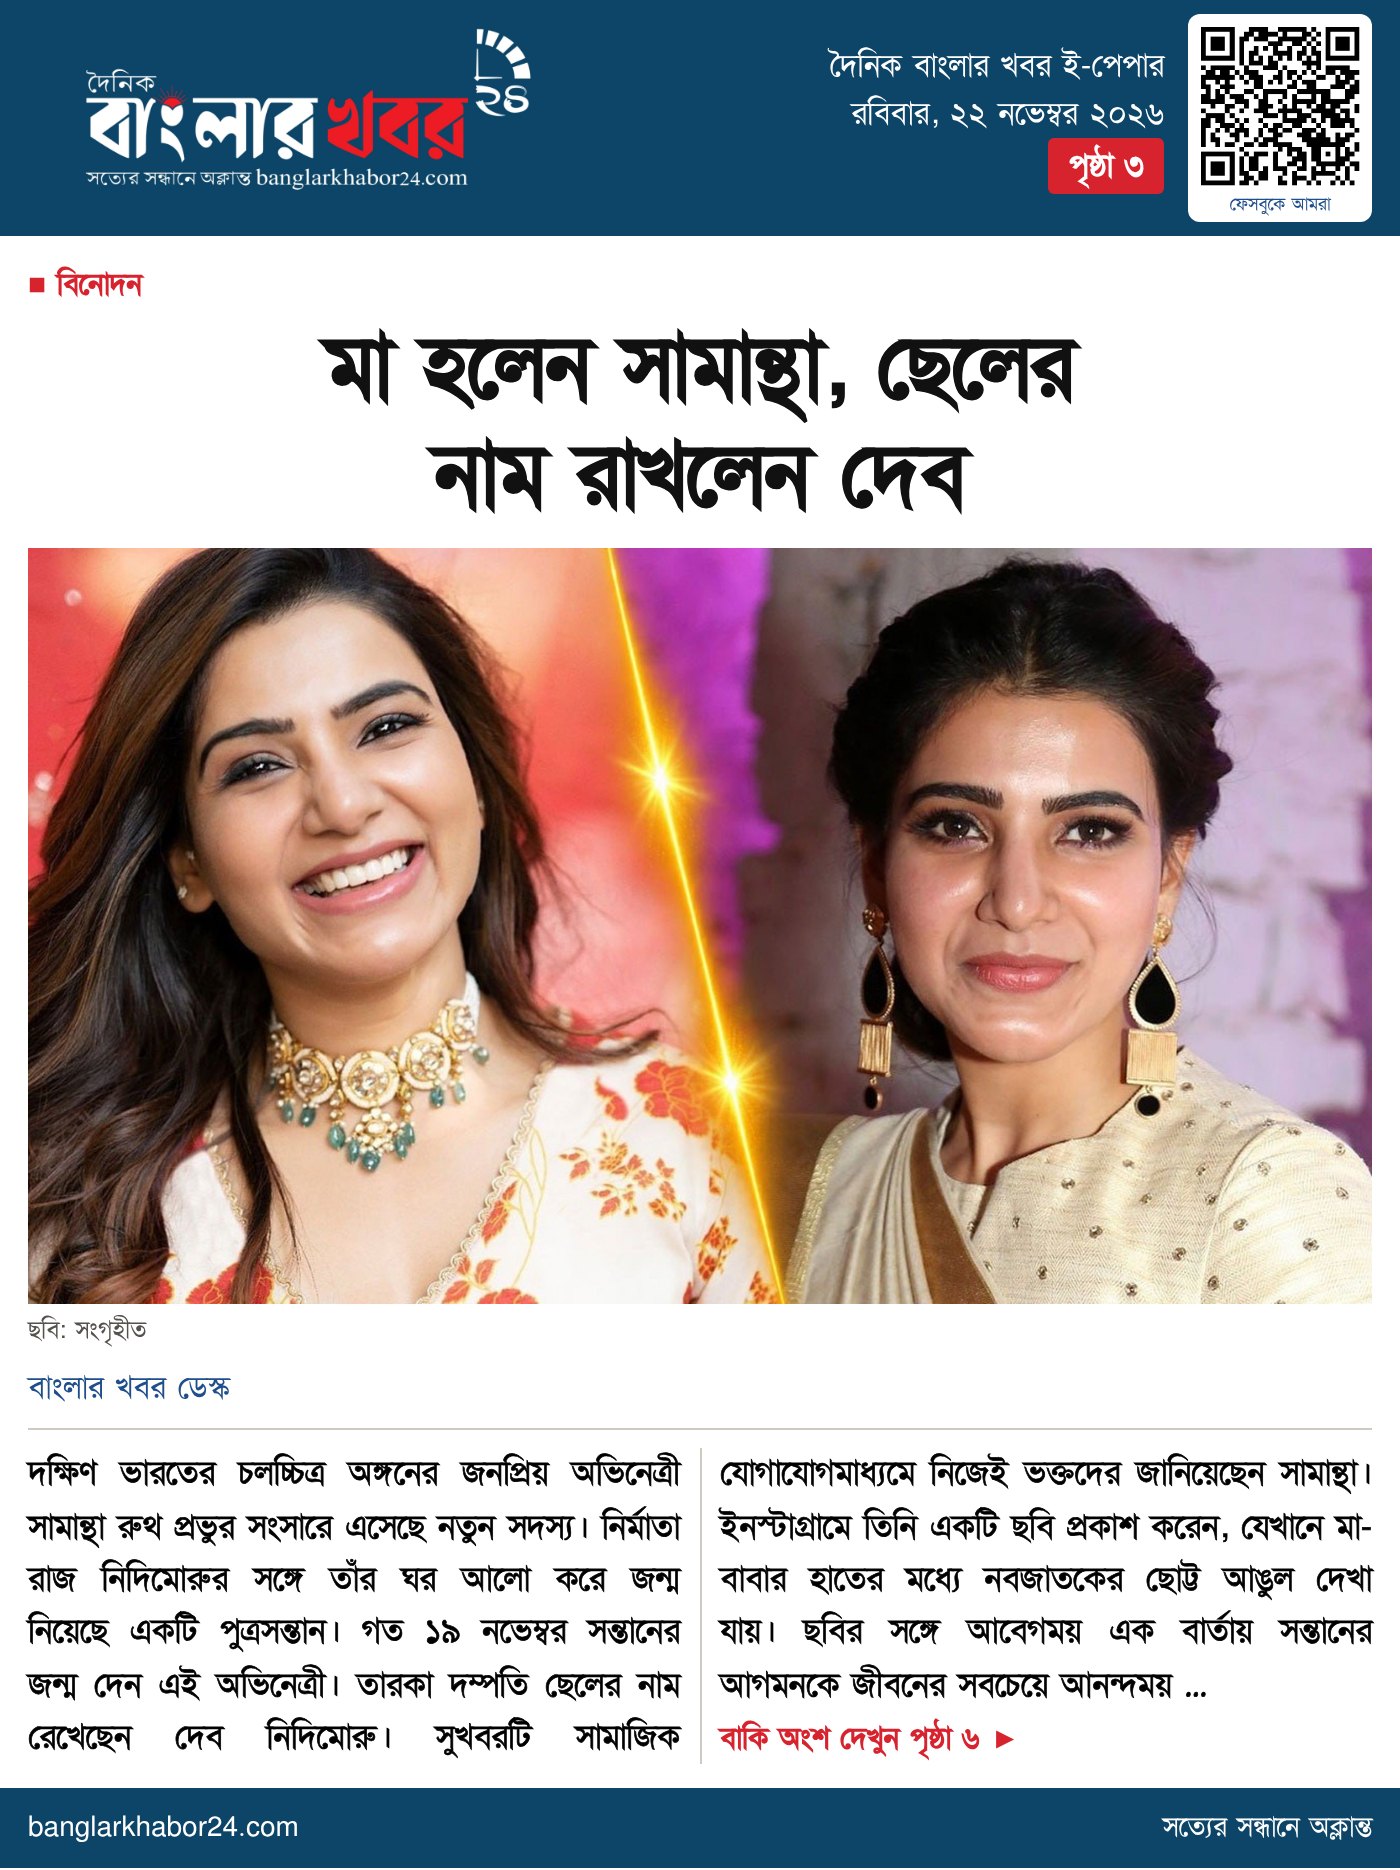 দৈনিক
বাংলার খবর ২৪
সত্যের সন্ধানে অক্লান্ত banglarkhabor24.com
দৈনিক বাংলার খবর ই-পেপার
রবিবার, ২২ নভেম্বর ২০২৬
পৃষ্ঠা ৩
ফেসবুকে আমরা
বিনোদন
মা হলেন সামান্থা, ছেলের
নাম রাখলেন দেব
ছবি: সংগৃহীত
বাংলার খবর ডেস্ক
দক্ষিণ ভারতের চলচ্চিত্র অঙ্গনের জনপ্রিয় অভিনেত্রী
সামান্থা রুথ প্রভুর সংসারে এসেছে নতুন সদস্য। নির্মাতা
রাজ নিদিমোরুর সঙ্গে তাঁর ঘর আলো করে জন্ম
নিয়েছে একটি পুত্রসন্তান। গত ১৯ নভেম্বর সন্তানের
জন্ম দেন এই অভিনেত্রী। তারকা দম্পতি ছেলের নাম
রেখেছেন দেব নিদিমোরু। সুখবরটি সামাজিক
যোগাযোগমাধ্যমে নিজেই ভক্তদের জানিয়েছেন সামান্থা।
ইনস্টাগ্রামে তিনি একটি ছবি প্রকাশ করেন, যেখানে মা-
বাবার হাতের মধ্যে নবজাতকের ছোট্ট আঙুল দেখা
যায়। ছবির সঙ্গে আবেগময় এক বার্তায় সন্তানের
আগমনকে জীবনের সবচেয়ে আনন্দময় ...
বাকি অংশ দেখুন পৃষ্ঠা ৬ ►
banglarkhabor24.com
সত্যের সন্ধানে অক্লান্ত